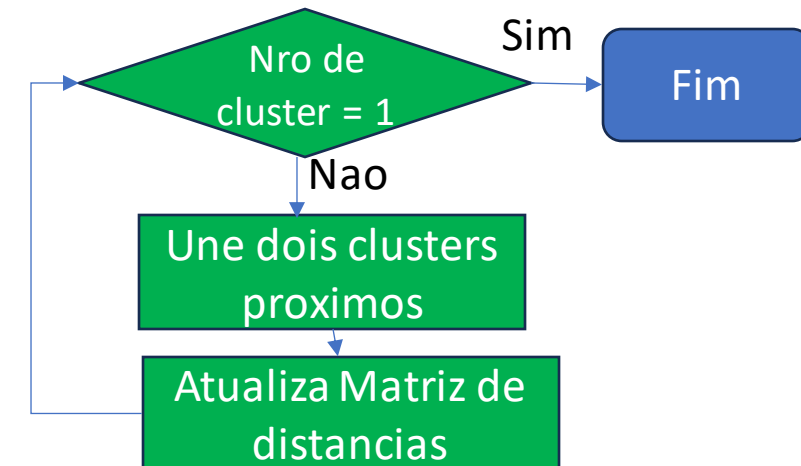 Nro de
cluster = 1
Sim
Fim
Nao
Une dois clusters
proximos
Atualiza Matriz de
distancias